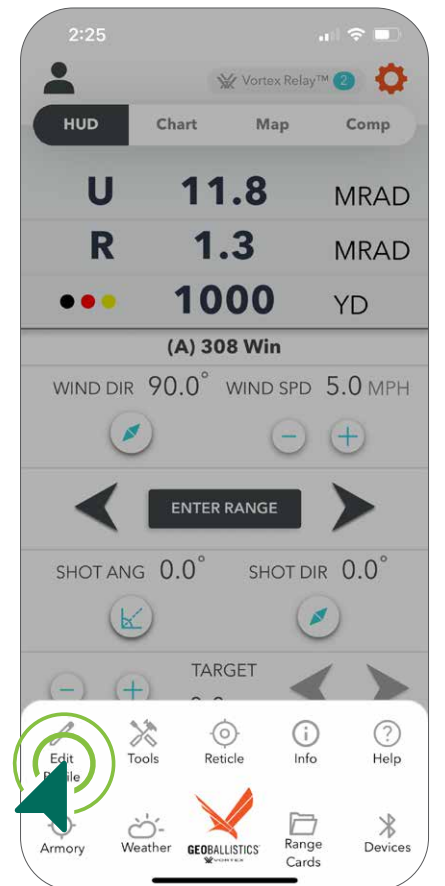 2:25
Vortex Relay™ 2
HUD Chart Map Comp
U 11.8 MRAD
R 1.3 MRAD
1000 YD
(A) 308 Win
WIND DIR 90.0° WIND SPD 5.0 MPH
ENTER RANGE
SHOT ANG 0.0° SHOT DIR 0.0°
TARGET
Edit Tools Reticle Info Help
Armory Weather GEOBALLISTICS Range Devices
VORTEX Cards